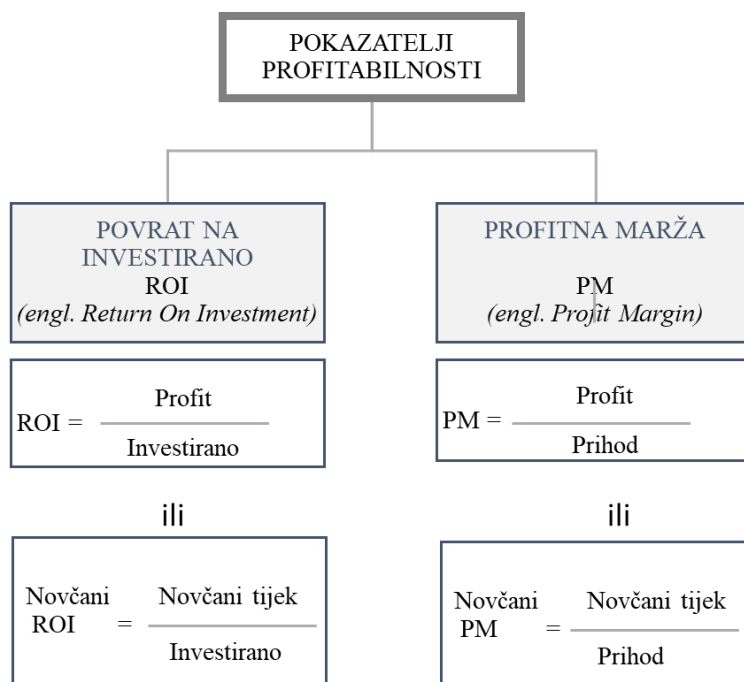 POKAZATELJI
PROFITABILNOSTI
POVRAT NA
INVESTIRANO
ROI
(engl. Return On Investment)
PROFITNA MARŽA
PM
(engl. Profit Margin)
Profit
ROI =
Investirano
Profit
PM =
Prihod
ili
ili
Novčani
ROI
=
Novčani tijek
Investirano
Novčani
PM
=
Novčani tijek
Prihod